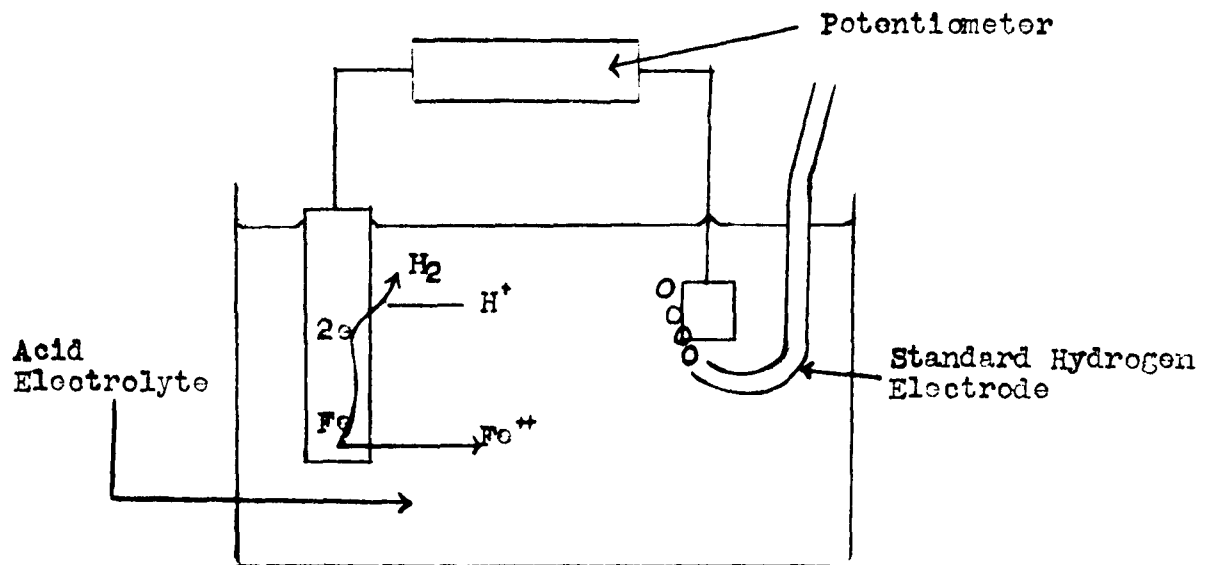 Potentiometer
H₂
H⁺
2e
Acid
Electrolyte
Standard Hydrogen
Electrode
Fe
Fe⁺⁺